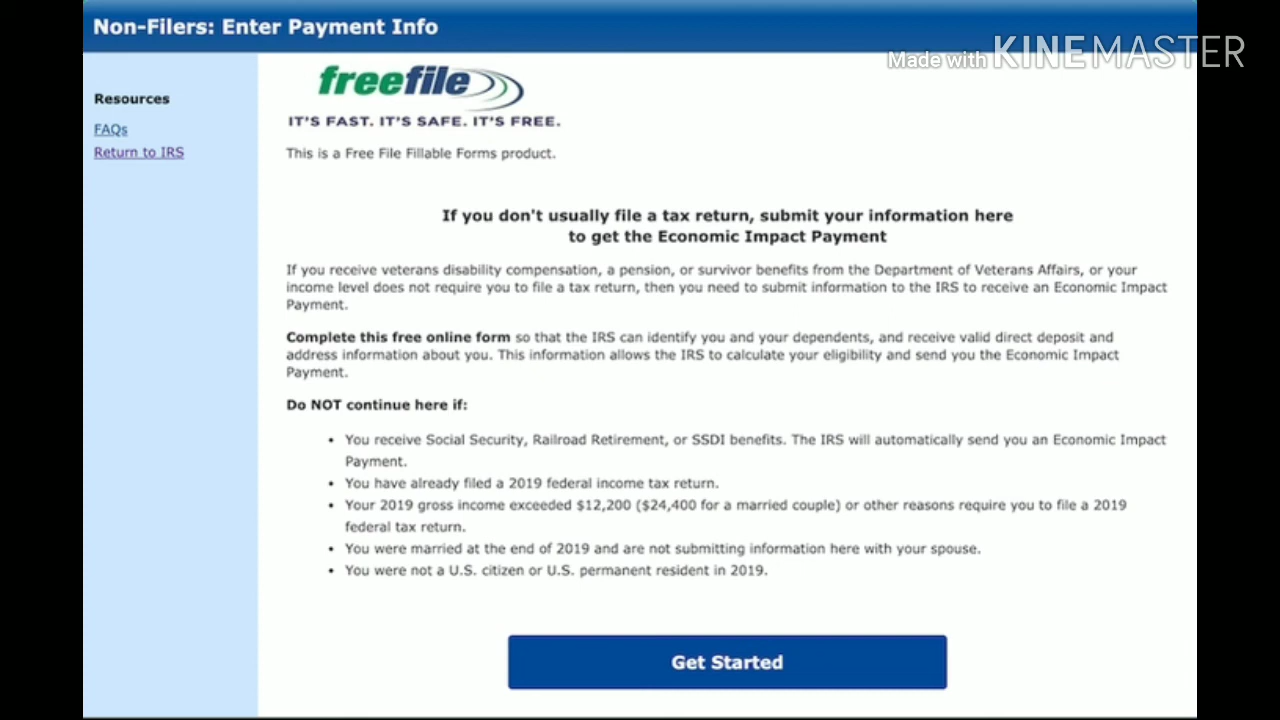 Non-Filers: Enter Payment Info
Made with KINEMASTER
Resources
FAQs
Return to IRS
freefile
IT'S FAST. IT'S SAFE. IT'S FREE.
This is a Free File Fillable Forms product.
If you don't usually file a tax return, submit your information here
to get the Economic Impact Payment
If you receive veterans disability compensation, a pension, or survivor benefits from the Department of Veterans Affairs, or your
income level does not require you to file a tax return, then you need to submit information to the IRS to receive an Economic Impact
Payment.
Complete this free online form so that the IRS can identify you and your dependents, and receive valid direct deposit and
address information about you. This information allows the IRS to calculate your eligibility and send you the Economic Impact
Payment.
Do NOT continue here if:
• You receive Social Security, Railroad Retirement, or SSDI benefits. The IRS will automatically send you an Economic Impact
Payment.
• You have already filed a 2019 federal income tax return.
• Your 2019 gross income exceeded $12,200 ($24,400 for a married couple) or other reasons require you to file a 2019
federal tax return.
• You were married at the end of 2019 and are not submitting information here with your spouse.
• You were not a U.S. citizen or U.S. permanent resident in 2019.
Get Started